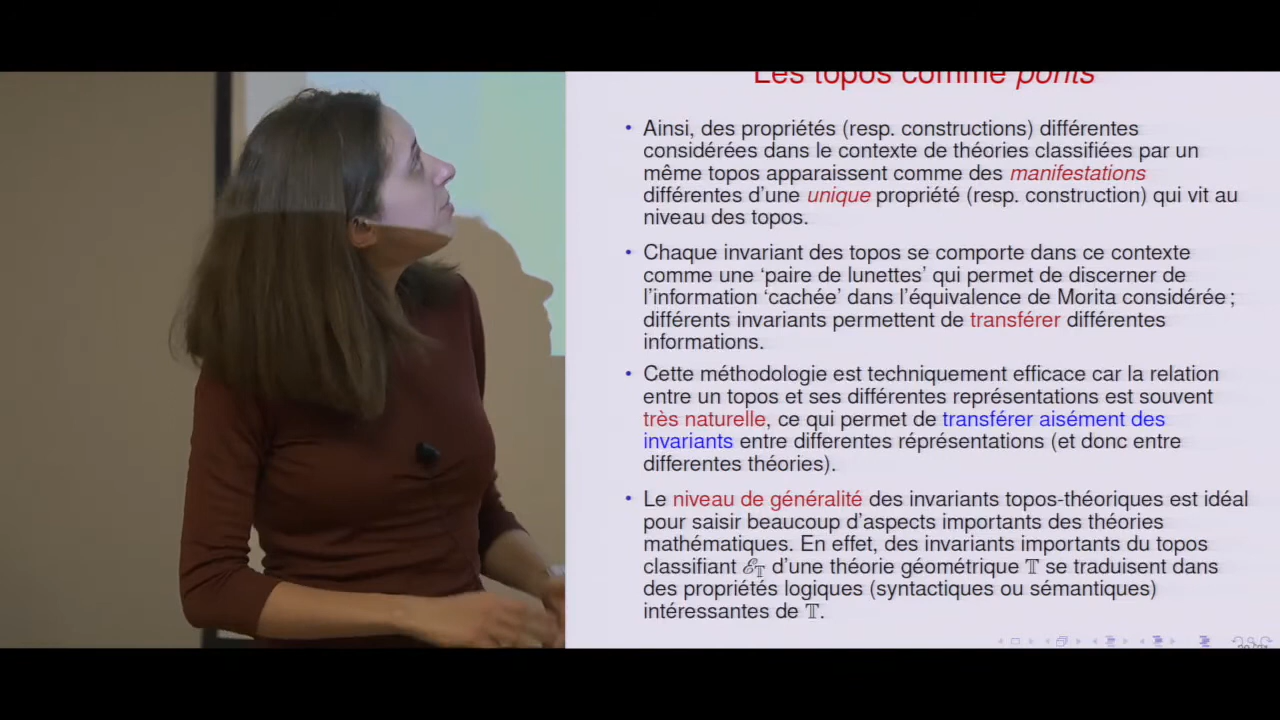 Les topos comme ponts
• Ainsi, des propriétés (resp. constructions) différentes
considérées dans le contexte de théories classifiées par un
même topos apparaissent comme des manifestations
différentes d'une unique propriété (resp. construction) qui vit au
niveau des topos.
• Chaque invariant des topos se comporte dans ce contexte
comme une ‘paire de lunettes’ qui permet de discerner de
l'information ‘cachée’ dans l'équivalence de Morita considérée ;
différents invariants permettent de transférer différentes
informations.
• Cette méthodologie est techniquement efficace car la relation
entre un topos et ses différentes représentations est souvent
très naturelle, ce qui permet de transférer aisément des
invariants entre differentes répréséntations (et donc entre
differentes théories).
• Le niveau de généralité des invariants topos-théoriques est idéal
pour saisir beaucoup d'aspects importants des théories
mathématiques. En effet, des invariants importants du topos
classifiant ℰ_𝕋 d'une théorie géométrique 𝕋 se traduisent dans
des propriétés logiques (syntactiques ou sémantiques)
intéressantes de 𝕋.